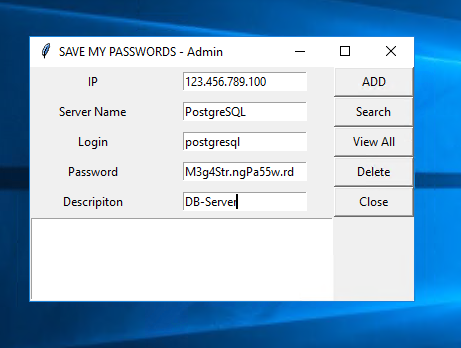 SAVE MY PASSWORDS - Admin
IP 123.456.789.100 ADD
Server Name PostgreSQL Search
Login postgresql View All
Password M3g4Str.ngPa55w.rd Delete
Descripiton DB-Server Close